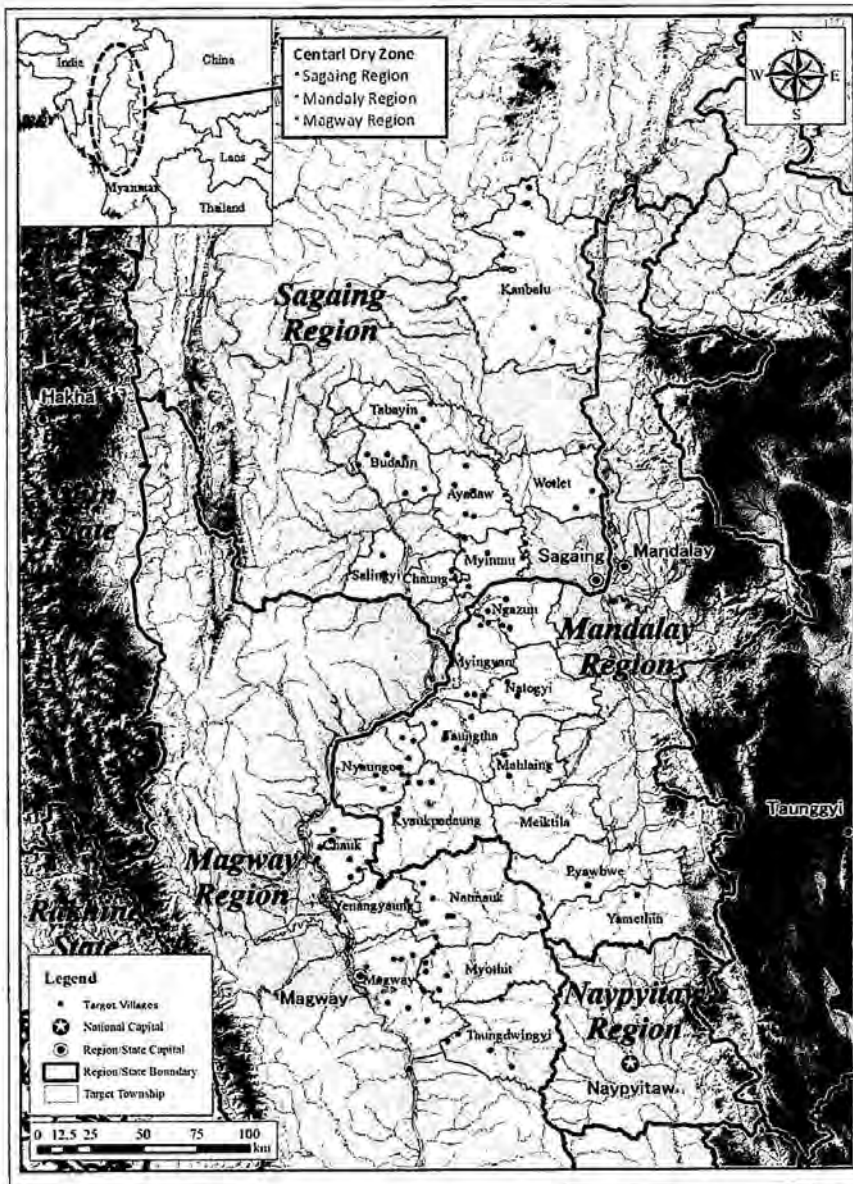 India
China
Laos
Myanmar
Thailand
Centarl Dry Zone
• Sagaing Region
• Mandaly Region
• Magway Region
N
W
E
S
Sagaing
Region
Kanbalu
Hakha
Tabayin
Budalin
Ayadaw
Wetlet
State
Salingyi
Chaung
Myinmu
Sagaing
Mandalay
Ngazun
Mandalay
Region
Myingyan
Natogyi
Taungtha
Nyaungo
Mahlaing
Kyaukpadaung
Meiktila
Taunggyi
Chauk
Magway
Region
Pyawbwe
Natmauk
Yenangyaung
Yamethin
Rakhine
State
Magway
Myothit
Magway
Naypyitaw
Region
Taungdwingyi
Naypyitaw
Legend
Target Villages
National Capital
Region/State Capital
Region/State Boundary
Target Township
0 12.5 25 50 75 100
km